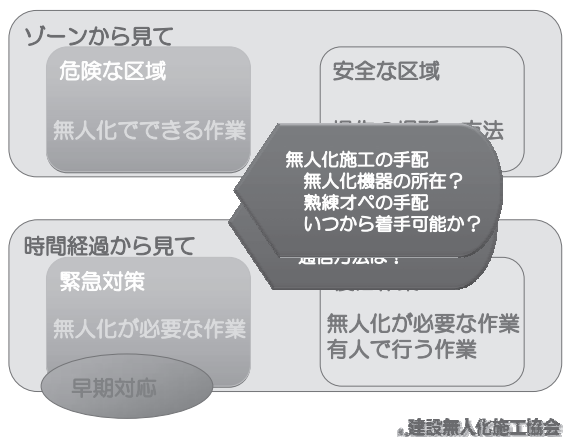 ゾーンから見て
危険な区域
無人化でできる作業
安全な区域
方法
無人化施工の手配
無人化機器の所在？
熟練オペの手配
いつから着手可能か？
通信方法は？
時間経過から見て
緊急対策
無人化が必要な作業
早期対応
無人化が必要な作業
有人で行う作業
建設無人化施工協会